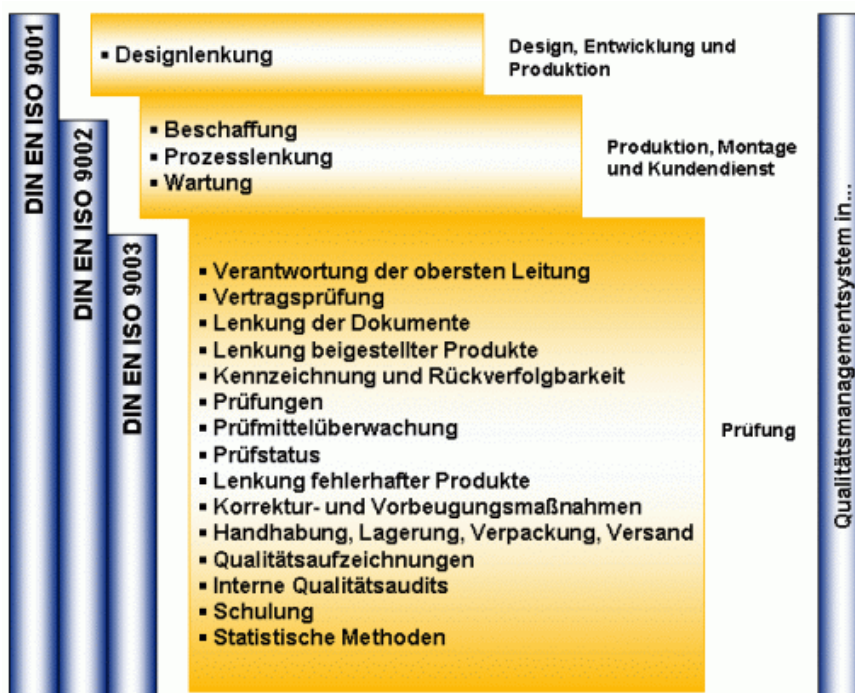 DIN EN ISO 9001
DIN EN ISO 9002
DIN EN ISO 9003
▪ Designlenkung
Design, Entwicklung und
Produktion
▪ Beschaffung
▪ Prozesslenkung
▪ Wartung
Produktion, Montage
und Kundendienst
▪ Verantwortung der obersten Leitung
▪ Vertragsprüfung
▪ Lenkung der Dokumente
▪ Lenkung beigestellter Produkte
▪ Kennzeichnung und Rückverfolgbarkeit
▪ Prüfungen
▪ Prüfmittelüberwachung
▪ Prüfstatus
▪ Lenkung fehlerhafter Produkte
▪ Korrektur- und Vorbeugungsmaßnahmen
▪ Handhabung, Lagerung, Verpackung, Versand
▪ Qualitätsaufzeichnungen
▪ Interne Qualitätsaudits
▪ Schulung
▪ Statistische Methoden
Prüfung
Qualitätsmanagementsystem in...